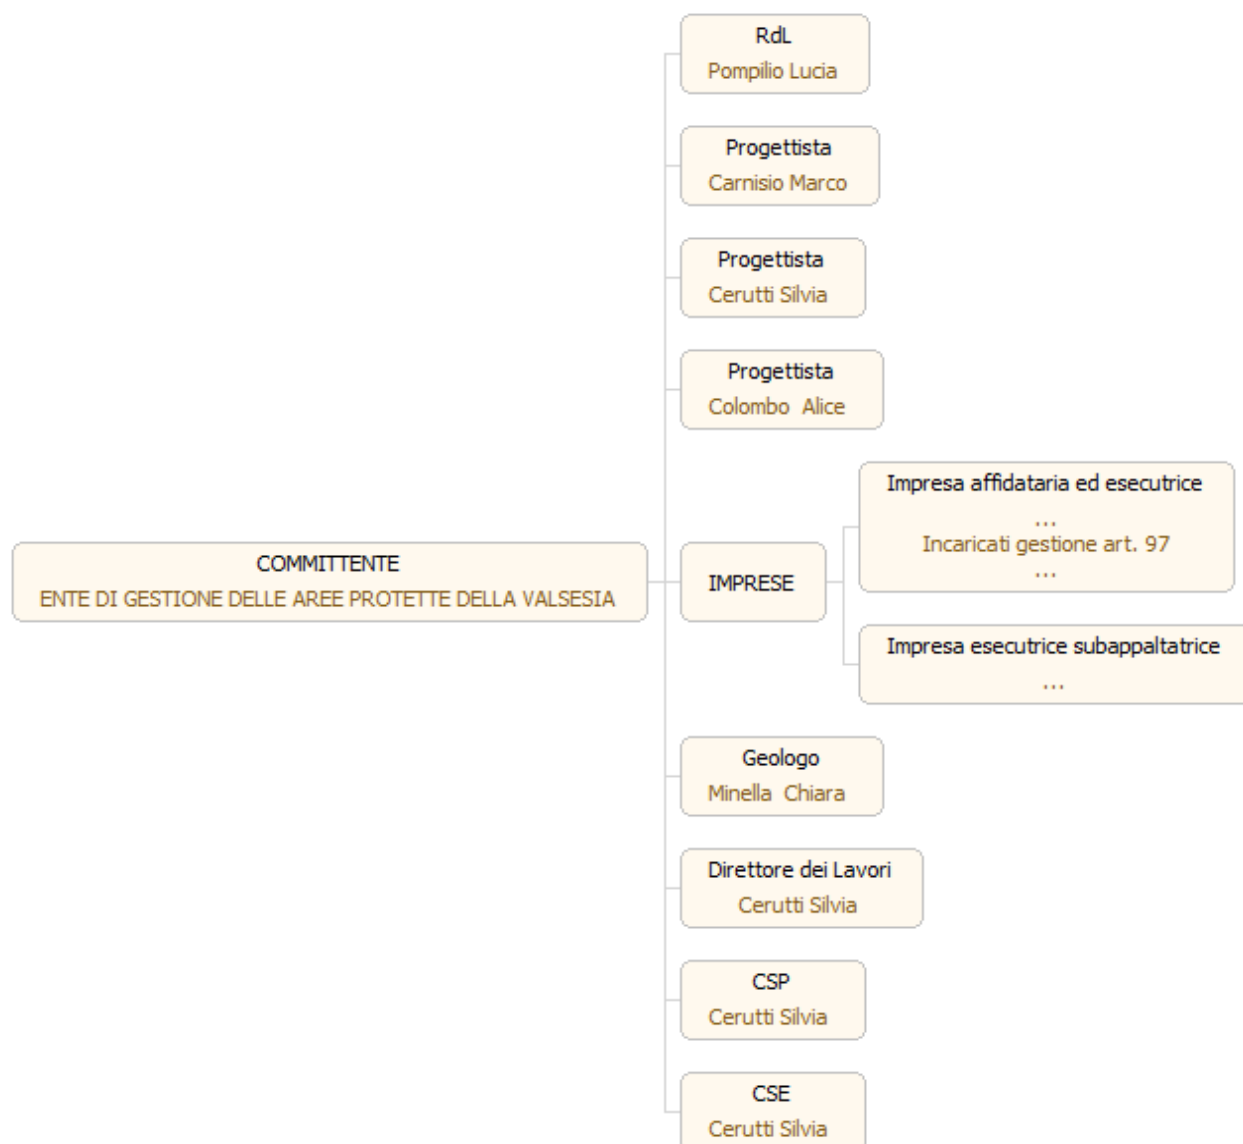 RdL
Pompilio Lucia
Progettista
Carnisio Marco
Progettista
Cerutti Silvia
Progettista
Colombo  Alice
COMMITTENTE
ENTE DI GESTIONE DELLE AREE PROTETTE DELLA VALSESIA
IMPRESE
Impresa affidataria ed esecutrice
...
Incaricati gestione art. 97
...
Impresa esecutrice subappaltatrice
...
Geologo
Minella  Chiara
Direttore dei Lavori
Cerutti Silvia
CSP
Cerutti Silvia
CSE
Cerutti Silvia